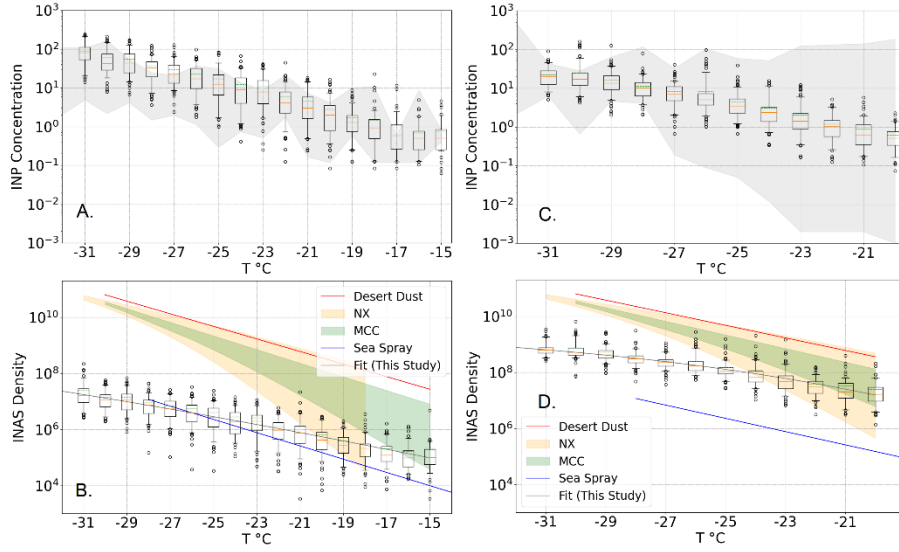 10³
10²
10¹
10⁰
10⁻¹
10⁻²
10⁻³
INP Concentration
A.
-31 -29 -27 -25 -23 -21 -19 -17 -15
T °C
10³
10²
10¹
10⁰
10⁻¹
10⁻²
10⁻³
INP Concentration
C.
-31 -29 -27 -25 -23 -21
T °C
10¹⁰
10⁸
10⁶
10⁴
INAS Density
Desert Dust
NX
MCC
Sea Spray
Fit (This Study)
B.
-31 -29 -27 -25 -23 -21 -19 -17 -15
T °C
10¹⁰
10⁸
10⁶
10⁴
INAS Density
D.
Desert Dust
NX
MCC
Sea Spray
Fit (This Study)
-31 -29 -27 -25 -23 -21
T °C